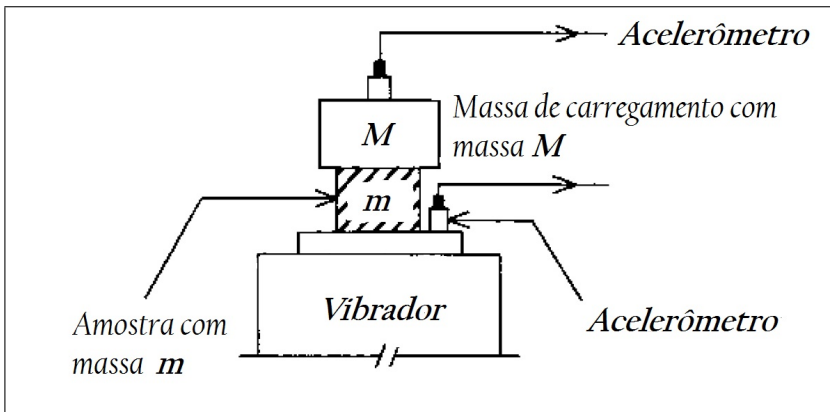 Acelerômetro
M
Massa de carregamento com
massa M
m
Vibrador
Amostra com
massa m
Acelerômetro